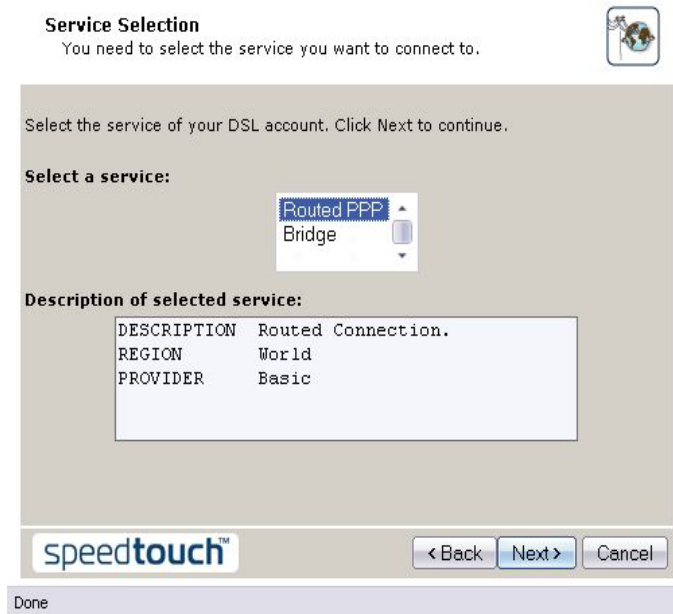 Service Selection
You need to select the service you want to connect to.
Select the service of your DSL account. Click Next to continue.
Select a service:
Routed PPP
Bridge
Description of selected service:
DESCRIPTION Routed Connection.
REGION World
PROVIDER Basic
speedtouch™
< Back Next > Cancel
Done